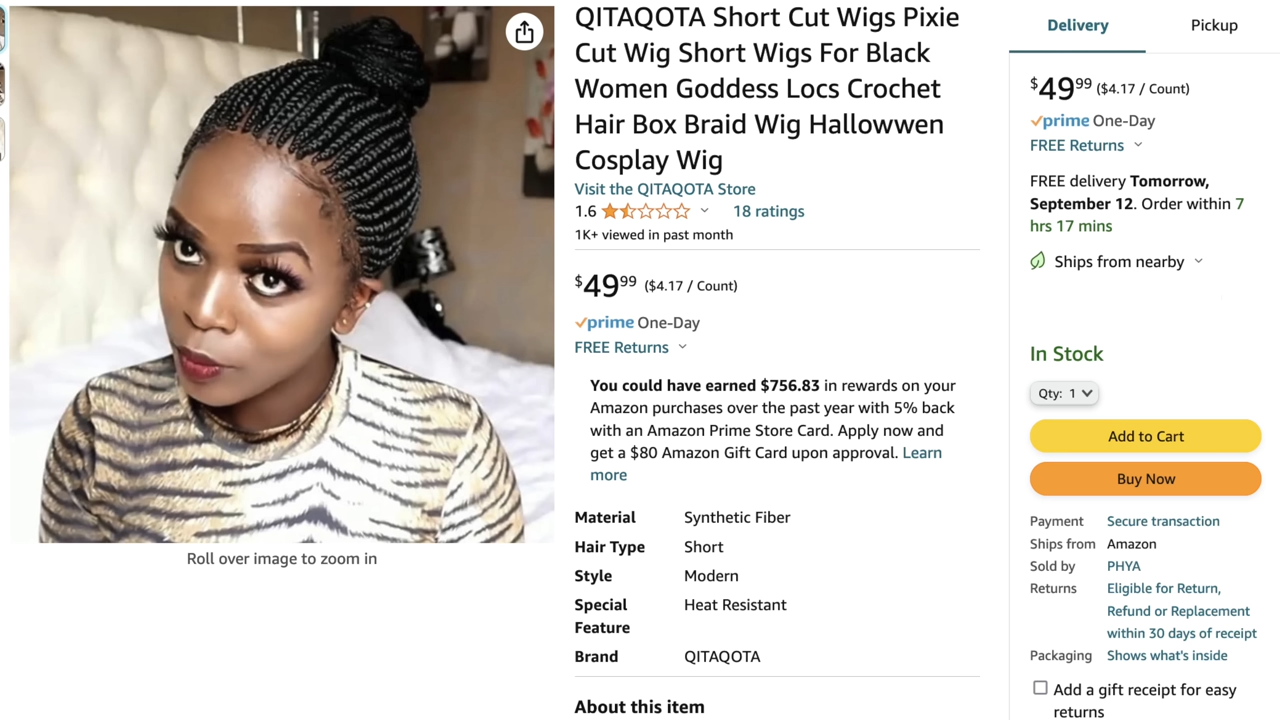 QITAQOTA Short Cut Wigs Pixie
Cut Wig Short Wigs For Black
Women Goddess Locs Crochet
Hair Box Braid Wig Hallowwen
Cosplay Wig
Visit the QITAQOTA Store
1.6 18 ratings
1K+ viewed in past month
$49.99 ($4.17 / Count)
prime One-Day
FREE Returns
You could have earned $756.83 in rewards on your
Amazon purchases over the past year with 5% back
with an Amazon Prime Store Card. Apply now and
get a $80 Amazon Gift Card upon approval. Learn
more
Material Synthetic Fiber
Hair Type Short
Style Modern
Special Heat Resistant
Feature
Brand QITAQOTA
About this item
Roll over image to zoom in
Delivery Pickup
$49.99 ($4.17 / Count)
prime One-Day
FREE Returns
FREE delivery Tomorrow,
September 12. Order within 7
hrs 17 mins
Ships from nearby
In Stock
Qty: 1
Add to Cart
Buy Now
Payment Secure transaction
Ships from Amazon
Sold by PHYA
Returns Eligible for Return,
Refund or Replacement
within 30 days of receipt
Packaging Shows what's inside
Add a gift receipt for easy
returns